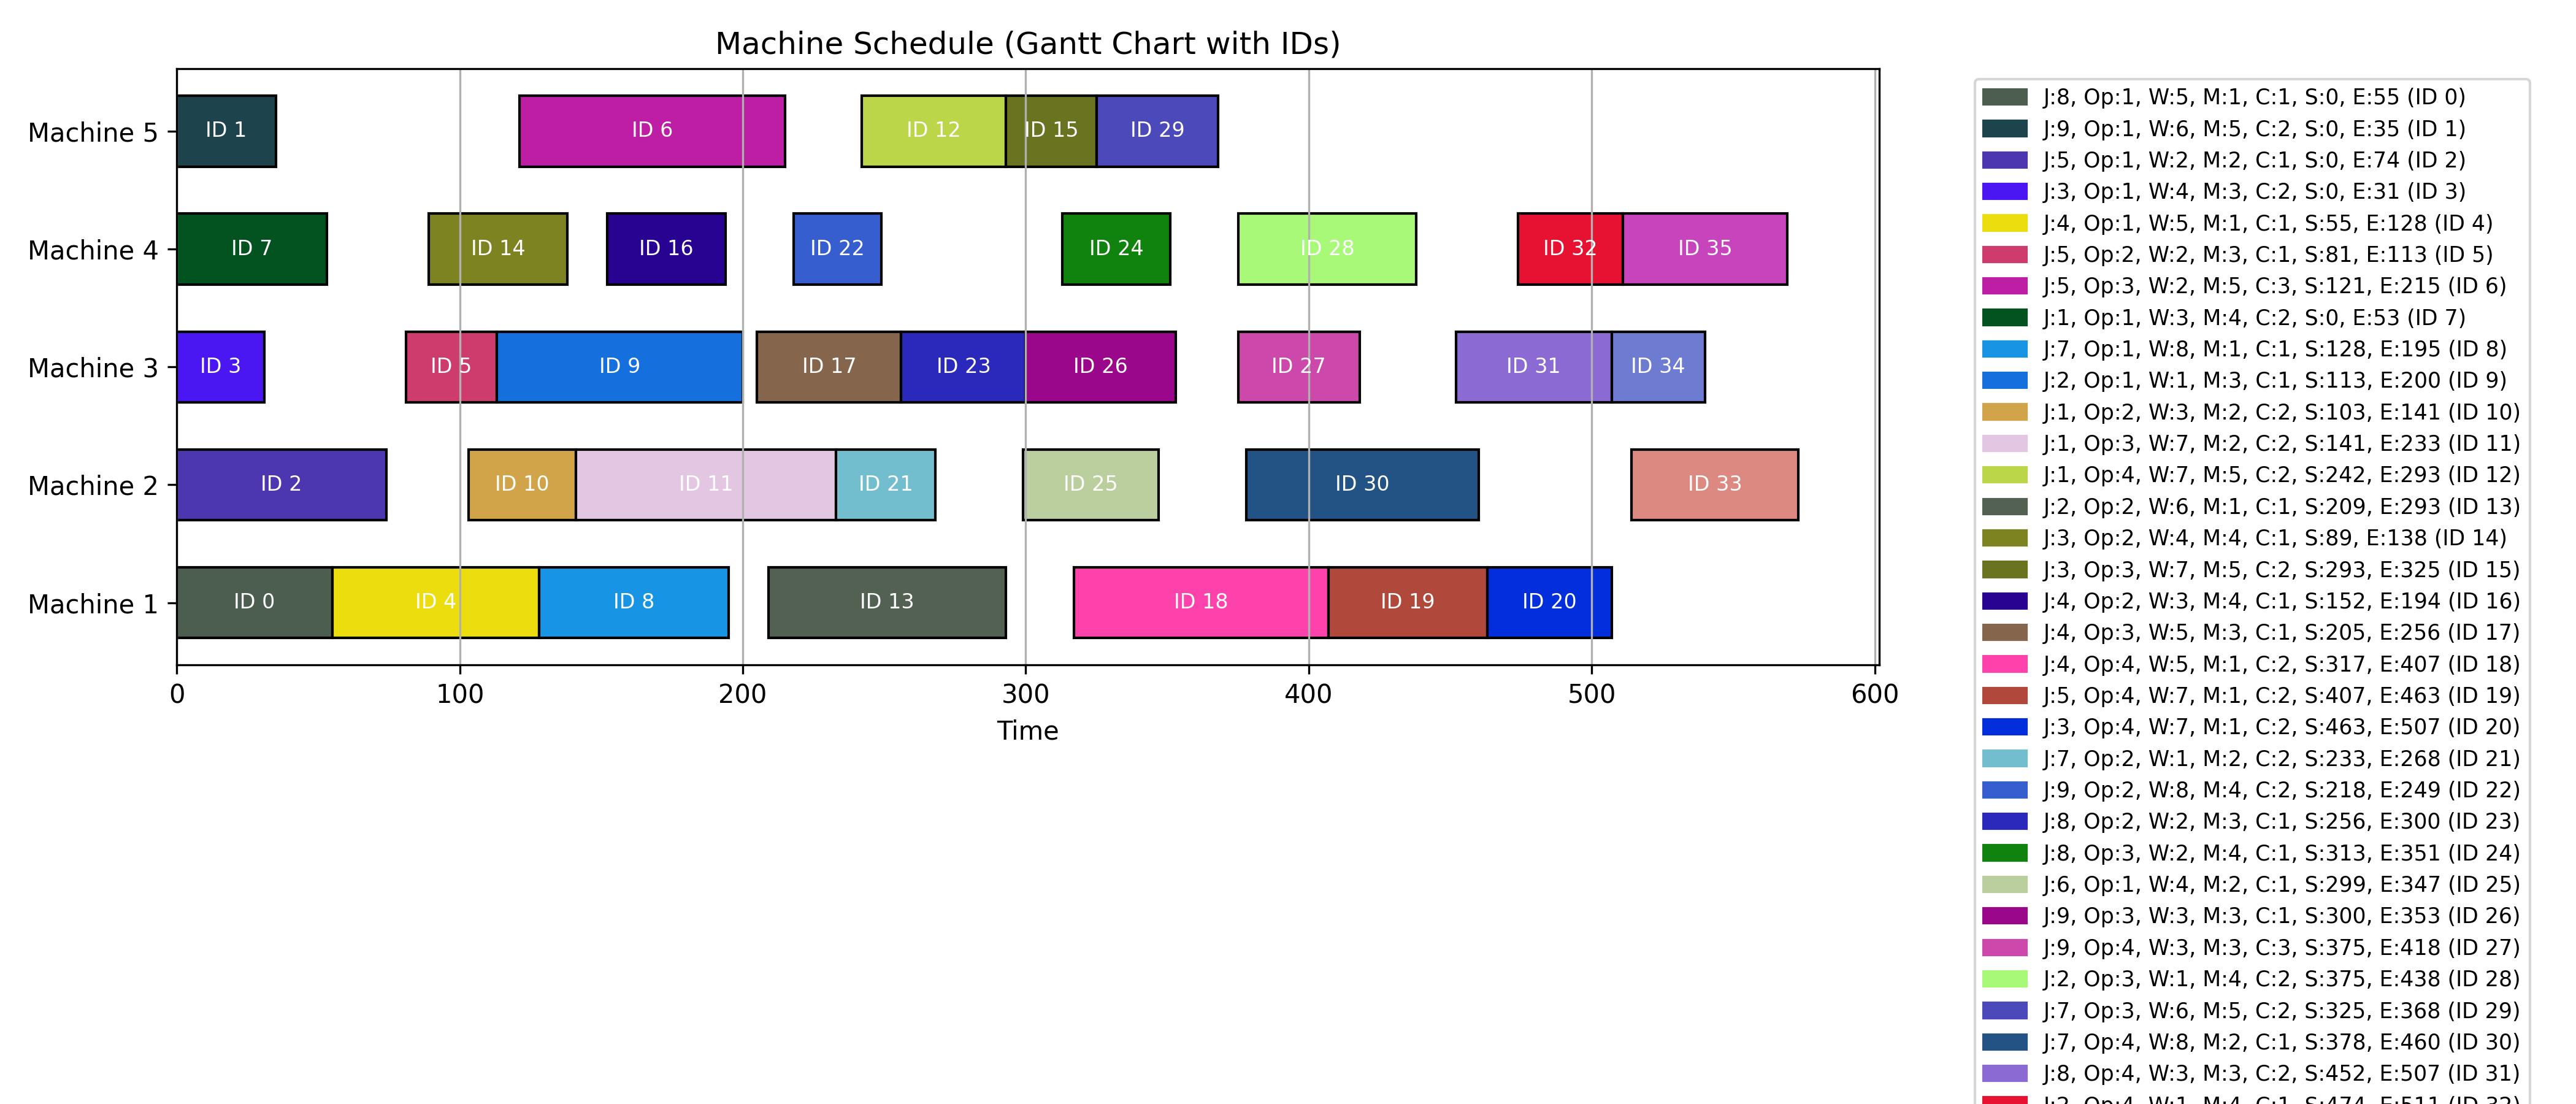 Machine Schedule (Gantt Chart with IDs)
Machine 5
ID 1
ID 6
ID 12
ID 15
ID 29
Machine 4
ID 7
ID 14
ID 16
ID 22
ID 24
ID 28
ID 32
ID 35
Machine 3
ID 3
ID 5
ID 9
ID 17
ID 23
ID 26
ID 27
ID 31
ID 34
Machine 2
ID 2
ID 10
ID 11
ID 21
ID 25
ID 30
ID 33
Machine 1
ID 0
ID 4
ID 8
ID 13
ID 18
ID 19
ID 20
0 100 200 300 400 500 600
Time
J:8, Op:1, W:5, M:1, C:1, S:0, E:55 (ID 0)
J:9, Op:1, W:6, M:5, C:2, S:0, E:35 (ID 1)
J:5, Op:1, W:2, M:2, C:1, S:0, E:74 (ID 2)
J:3, Op:1, W:4, M:3, C:2, S:0, E:31 (ID 3)
J:4, Op:1, W:5, M:1, C:1, S:55, E:128 (ID 4)
J:5, Op:2, W:2, M:3, C:1, S:81, E:113 (ID 5)
J:5, Op:3, W:2, M:5, C:3, S:121, E:215 (ID 6)
J:1, Op:1, W:3, M:4, C:2, S:0, E:53 (ID 7)
J:7, Op:1, W:8, M:1, C:1, S:128, E:195 (ID 8)
J:2, Op:1, W:1, M:3, C:1, S:113, E:200 (ID 9)
J:1, Op:2, W:3, M:2, C:2, S:103, E:141 (ID 10)
J:1, Op:3, W:7, M:2, C:2, S:141, E:233 (ID 11)
J:1, Op:4, W:7, M:5, C:2, S:242, E:293 (ID 12)
J:2, Op:2, W:6, M:1, C:1, S:209, E:293 (ID 13)
J:3, Op:2, W:4, M:4, C:1, S:89, E:138 (ID 14)
J:3, Op:3, W:7, M:5, C:2, S:293, E:325 (ID 15)
J:4, Op:2, W:3, M:4, C:1, S:152, E:194 (ID 16)
J:4, Op:3, W:5, M:3, C:1, S:205, E:256 (ID 17)
J:4, Op:4, W:5, M:1, C:2, S:317, E:407 (ID 18)
J:5, Op:4, W:7, M:1, C:2, S:407, E:463 (ID 19)
J:3, Op:4, W:7, M:1, C:2, S:463, E:507 (ID 20)
J:7, Op:2, W:1, M:2, C:2, S:233, E:268 (ID 21)
J:9, Op:2, W:8, M:4, C:2, S:218, E:249 (ID 22)
J:8, Op:2, W:2, M:3, C:1, S:256, E:300 (ID 23)
J:8, Op:3, W:2, M:4, C:1, S:313, E:351 (ID 24)
J:6, Op:1, W:4, M:2, C:1, S:299, E:347 (ID 25)
J:9, Op:3, W:3, M:3, C:1, S:300, E:353 (ID 26)
J:9, Op:4, W:3, M:3, C:3, S:375, E:418 (ID 27)
J:2, Op:3, W:1, M:4, C:2, S:375, E:438 (ID 28)
J:7, Op:3, W:6, M:5, C:2, S:325, E:368 (ID 29)
J:7, Op:4, W:8, M:2, C:1, S:378, E:460 (ID 30)
J:8, Op:4, W:3, M:3, C:2, S:452, E:507 (ID 31)
J:2, Op:4, W:1, M:4, C:1, S:474, E:511 (ID 32)